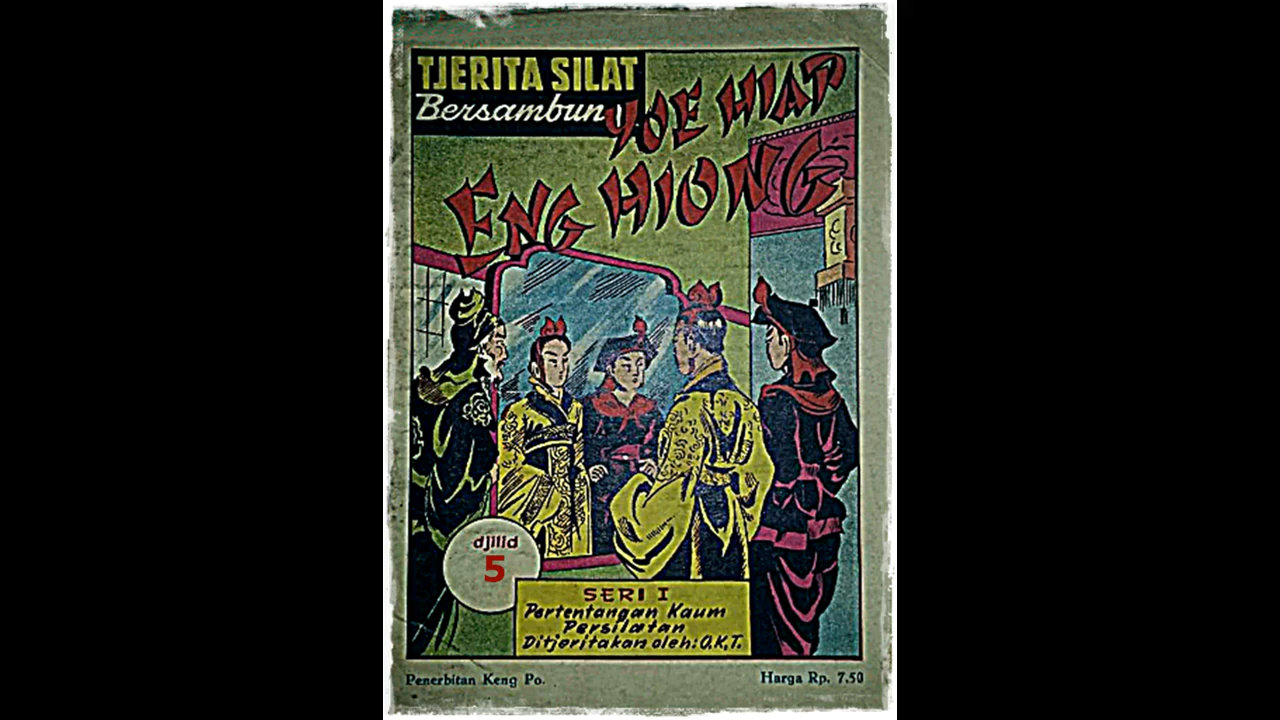 TJERITA SILAT
Bersambun
YOE HIAP
ENG HIONG
djilid
5
SERI I
Pertentangan Kaum
Persilatan
Ditjeritakan oleh: O.K.T.
Penerbitan Keng Po.
Harga Rp. 7.50